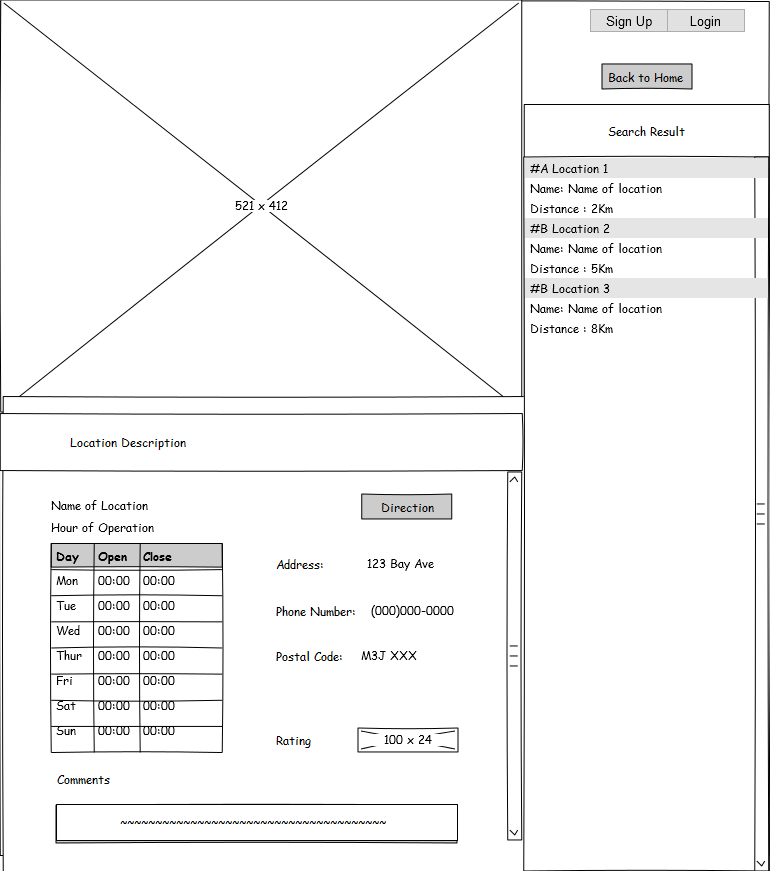 Sign Up Login
Back to Home
Search Result
#A Location 1
Name: Name of location
Distance : 2Km
#B Location 2
Name: Name of location
Distance : 5Km
#B Location 3
Name: Name of location
Distance : 8Km
521 x 412
Location Description
Name of Location
Direction
Hour of Operation
Day Open Close
Mon 00:00 00:00
Tue 00:00 00:00
Wed 00:00 00:00
Thur 00:00 00:00
Fri 00:00 00:00
Sat 00:00 00:00
Sun 00:00 00:00
Address: 123 Bay Ave
Phone Number: (000)000-0000
Postal Code: M3J XXX
Rating 100 x 24
Comments
~~~~~~~~~~~~~~~~~~~~~~~~~~~~~~~~~~~~~~